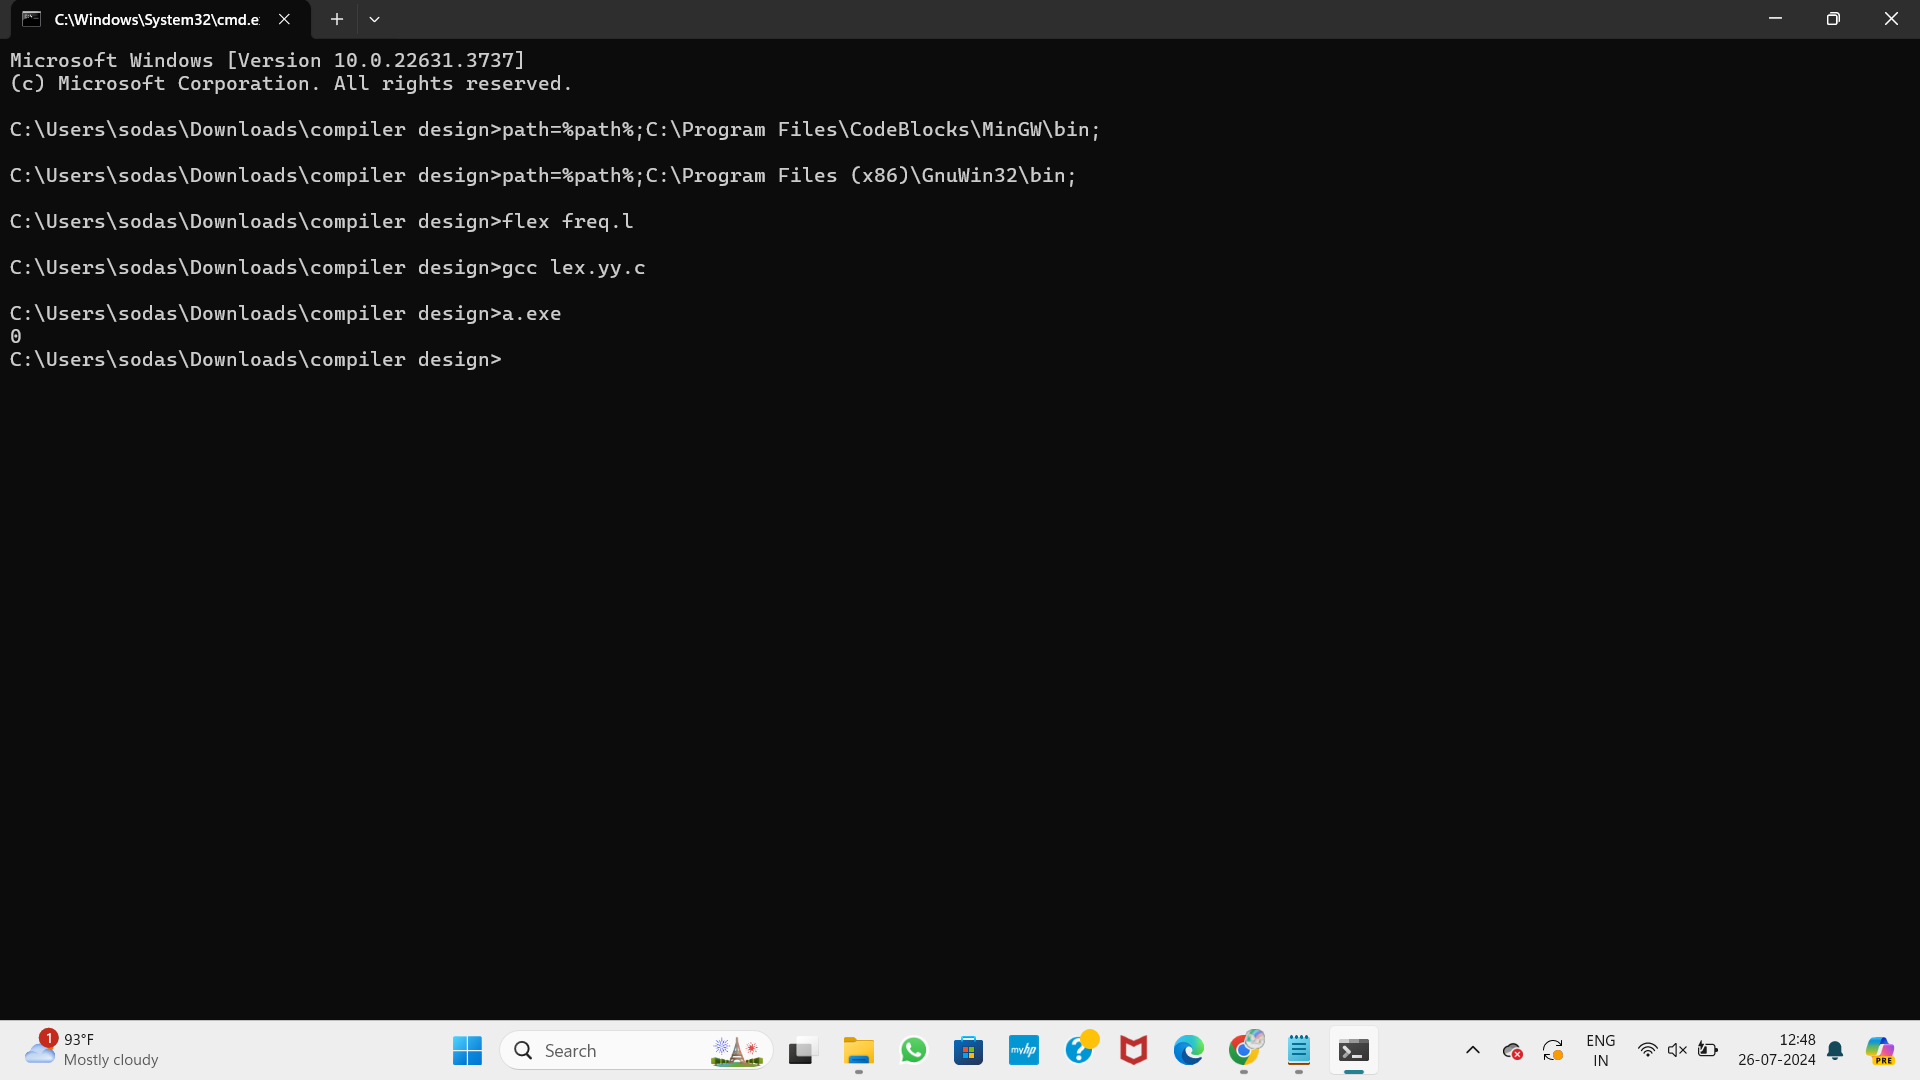 C:\Windows\System32\cmd.e
Microsoft Windows [Version 10.0.22631.3737]
(c) Microsoft Corporation. All rights reserved.
C:\Users\sodas\Downloads\compiler design>path=%path%;C:\Program Files\CodeBlocks\MinGW\bin;
C:\Users\sodas\Downloads\compiler design>path=%path%;C:\Program Files (x86)\GnuWin32\bin;
C:\Users\sodas\Downloads\compiler design>flex freq.l
C:\Users\sodas\Downloads\compiler design>gcc lex.yy.c
C:\Users\sodas\Downloads\compiler design>a.exe
0
C:\Users\sodas\Downloads\compiler design>
1
93°F
Mostly cloudy
Search
myhp
ENG
IN
12:48
26-07-2024
PRE